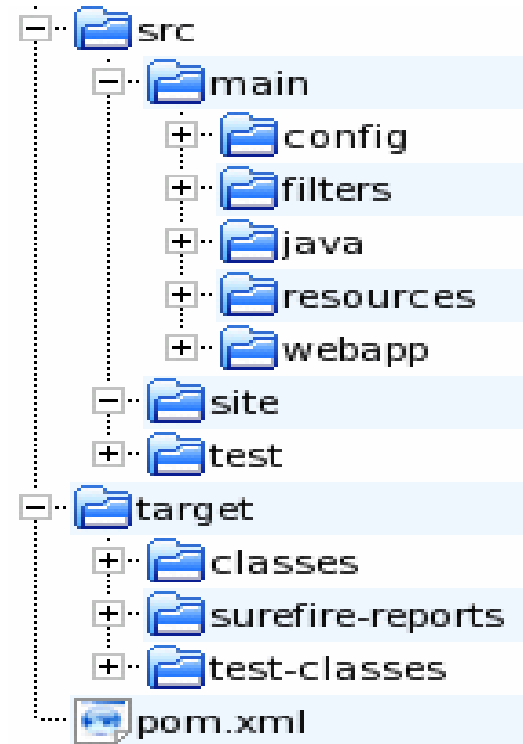 src
main
config
filters
java
resources
webapp
site
test
target
classes
surefire-reports
test-classes
pom.xml